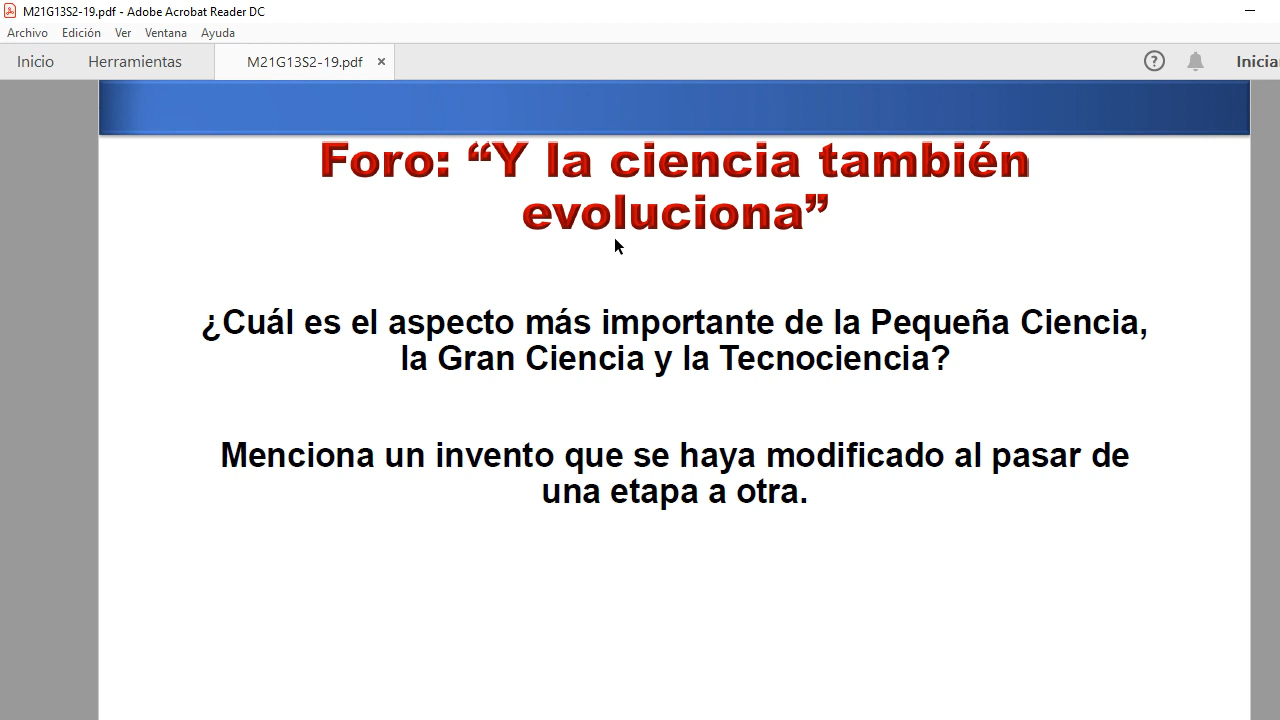 M21G13S2-19.pdf - Adobe Acrobat Reader DC
Archivo Edición Ver Ventana Ayuda
Inicio Herramientas M21G13S2-19.pdf × ? Inicia
Foro: “Y la ciencia también
evoluciona”
¿Cuál es el aspecto más importante de la Pequeña Ciencia,
la Gran Ciencia y la Tecnociencia?
Menciona un invento que se haya modificado al pasar de
una etapa a otra.